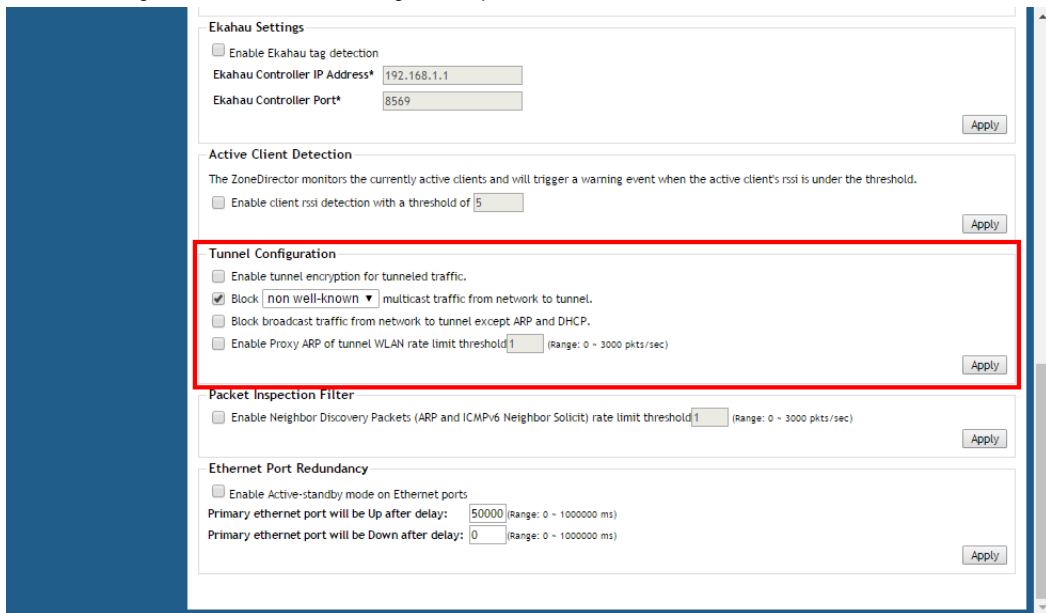 Ekahau Settings
Enable Ekahau tag detection
Ekahau Controller IP Address* 192.168.1.1
Ekahau Controller Port* 8569
Apply
Active Client Detection
The ZoneDirector monitors the currently active clients and will trigger a warning event when the active client's rssi is under the threshold.
Enable client rssi detection with a threshold of 5
Apply
Tunnel Configuration
Enable tunnel encryption for tunneled traffic.
Block non well-known ▼ multicast traffic from network to tunnel.
Block broadcast traffic from network to tunnel except ARP and DHCP.
Enable Proxy ARP of tunnel WLAN rate limit threshold 1 (Range: 0 ~ 3000 pkts/sec)
Apply
Packet Inspection Filter
Enable Neighbor Discovery Packets (ARP and ICMPv6 Neighbor Solicit) rate limit threshold 1 (Range: 0 ~ 3000 pkts/sec)
Apply
Ethernet Port Redundancy
Enable Active-standby mode on Ethernet ports
Primary ethernet port will be Up after delay: 50000 (Range: 0 ~ 1000000 ms)
Primary ethernet port will be Down after delay: 0 (Range: 0 ~ 1000000 ms)
Apply